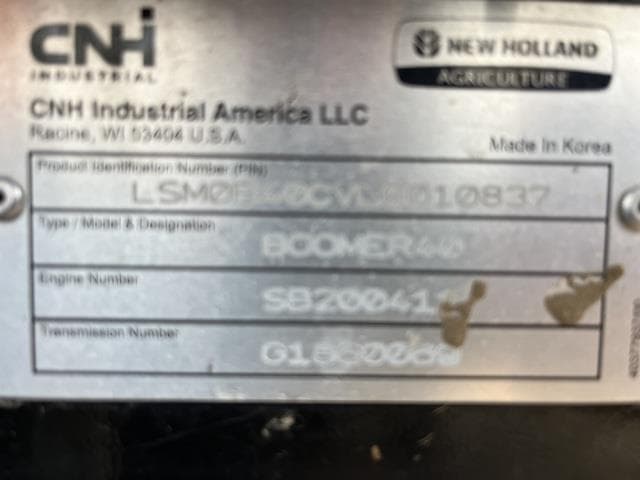 CNH
INDUSTRIAL
NEW HOLLAND
AGRICULTURE
CNH Industrial America LLC
Racine, WI 53404 U.S.A.
Made In Korea
Product Identification Number (PIN)
Type / Model & Designation
BOOMER40
Engine Number
Transmission Number